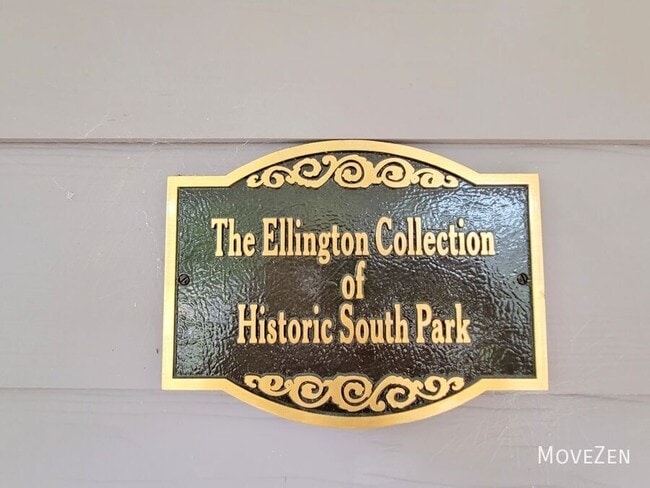 The Ellington Collection
of
Historic South Park
MOVEZEN